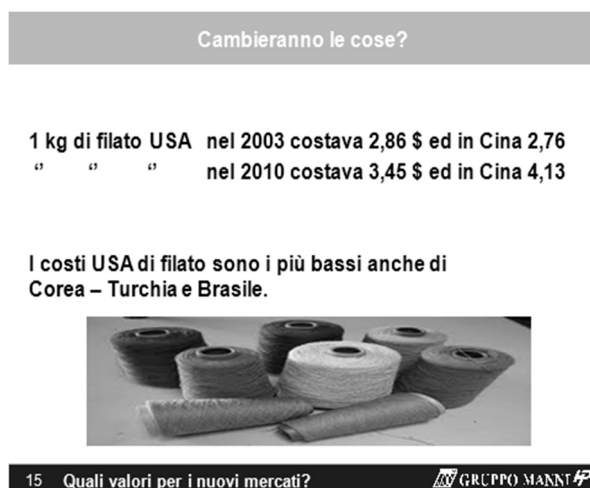 Cambieranno le cose?
1 kg di filato USA nel 2003 costava 2,86 $ ed in Cina 2,76
“ “ “ nel 2010 costava 3,45 $ ed in Cina 4,13
I costi USA di filato sono i più bassi anche di
Corea – Turchia e Brasile.
15 Quali valori per i nuovi mercati? GRUPPO MANNI HP